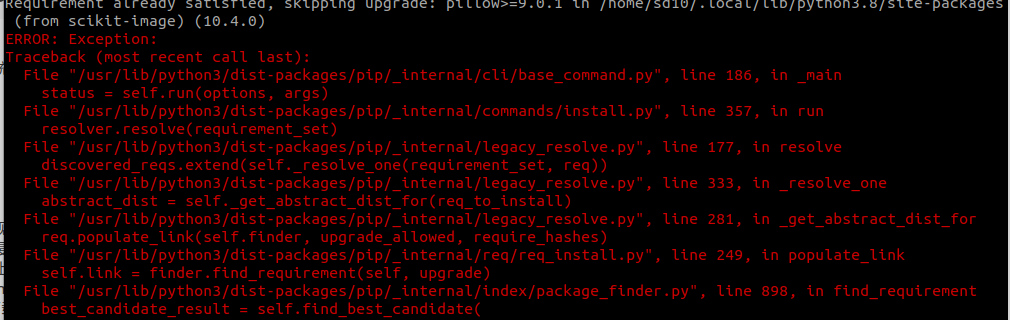 Requirement already satisfied, skipping upgrade: pillow>=9.0.1 in /home/sd10/.local/lib/python3.8/site-packages
 (from scikit-image) (10.4.0)
ERROR: Exception:
Traceback (most recent call last):
  File "/usr/lib/python3/dist-packages/pip/_internal/cli/base_command.py", line 186, in _main
    status = self.run(options, args)
  File "/usr/lib/python3/dist-packages/pip/_internal/commands/install.py", line 357, in run
    resolver.resolve(requirement_set)
  File "/usr/lib/python3/dist-packages/pip/_internal/legacy_resolve.py", line 177, in resolve
    discovered_reqs.extend(self._resolve_one(requirement_set, req))
  File "/usr/lib/python3/dist-packages/pip/_internal/legacy_resolve.py", line 333, in _resolve_one
    abstract_dist = self._get_abstract_dist_for(req_to_install)
  File "/usr/lib/python3/dist-packages/pip/_internal/legacy_resolve.py", line 281, in _get_abstract_dist_for
    req.populate_link(self.finder, upgrade_allowed, require_hashes)
  File "/usr/lib/python3/dist-packages/pip/_internal/req/req_install.py", line 249, in populate_link
    self.link = finder.find_requirement(self, upgrade)
  File "/usr/lib/python3/dist-packages/pip/_internal/index/package_finder.py", line 898, in find_requirement
    best_candidate_result = self.find_best_candidate(